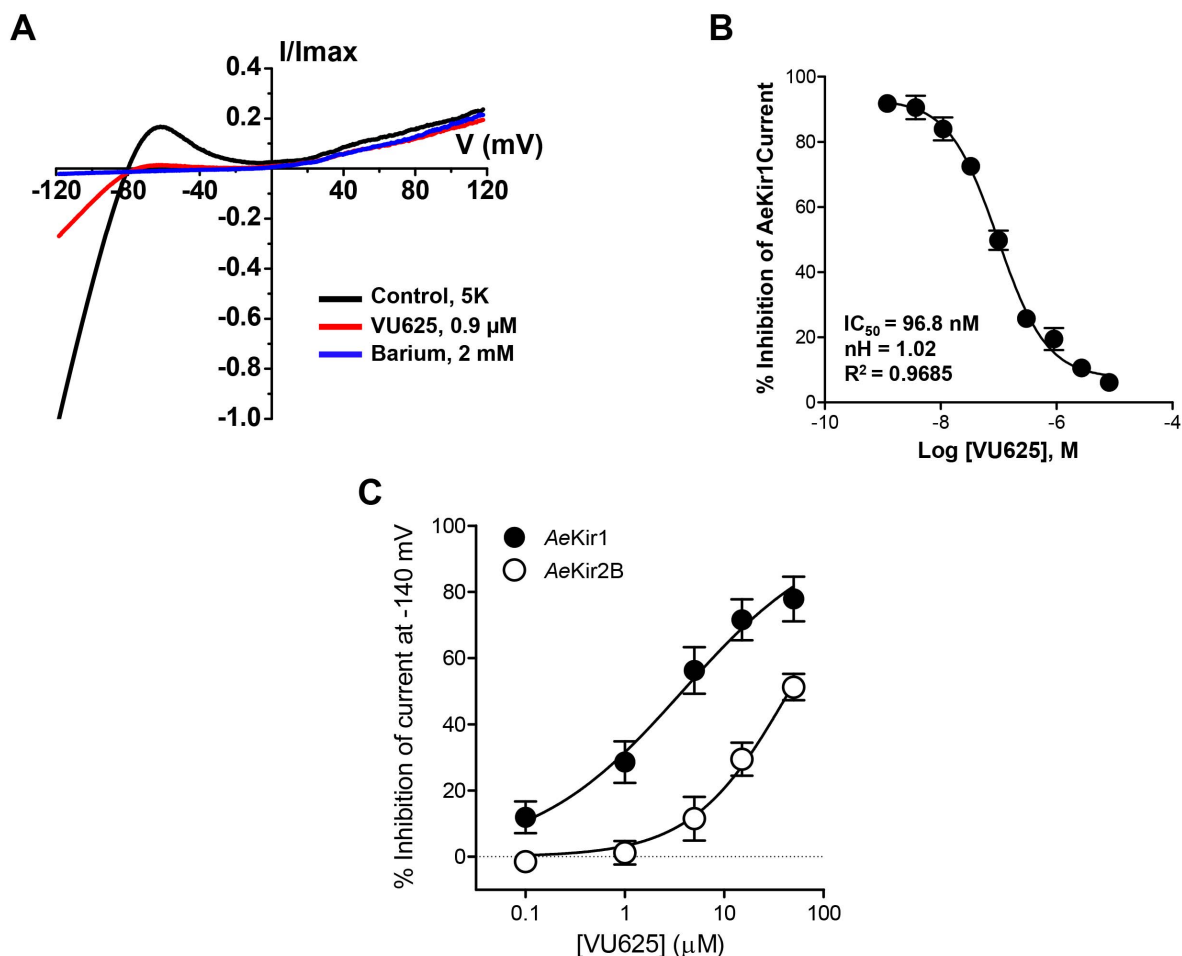 A
I/Imax
0.4
0.2
V (mV)
-120
-80
-40
40
80
120
-0.2
-0.4
-0.6
-0.8
-1.0
Control, 5K
VU625, 0.9 µM
Barium, 2 mM
B
% Inhibition of AeKir1 Current
100
80
60
40
20
0
IC50 = 96.8 nM
nH = 1.02
R² = 0.9685
-10
-8
-6
-4
Log [VU625], M
C
% Inhibition of current at -140 mV
100
80
60
40
20
0
AeKir1
AeKir2B
0.1
1
10
100
[VU625] (µM)